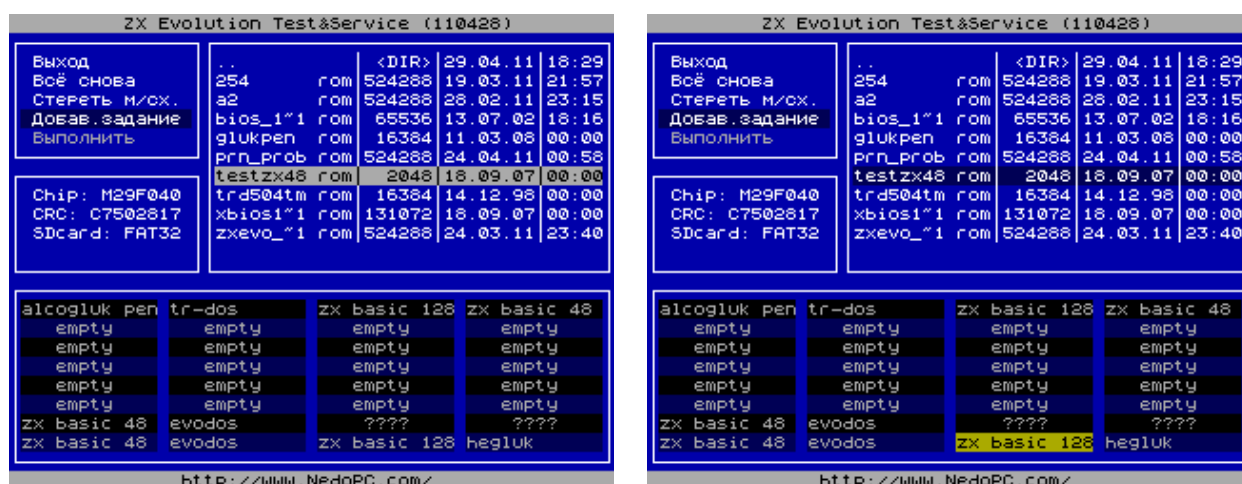 ZX Evolution Test&Service (110428)
Выход
Всё снова
Стереть м/сх.
Добав.задание
Выполнить
Chip: M29F040
CRC: C7502817
SDcard: FAT32
.. <DIR> 29.04.11 18:29
254 rom 524288 19.03.11 21:57
a2 rom 524288 28.02.11 23:15
bios_1~1 rom 65536 13.07.02 18:16
glukpen rom 16384 11.03.08 00:00
prn_prob rom 524288 24.04.11 00:58
testzx48 rom 2048 18.09.07 00:00
trd504tm rom 16384 14.12.98 00:00
xbios1~1 rom 131072 18.09.07 00:00
zxevo_~1 rom 524288 24.03.11 23:40
alcogluk pen tr-dos zx basic 128 zx basic 48
empty empty empty empty
empty empty empty empty
empty empty empty empty
empty empty empty empty
empty empty empty empty
zx basic 48 evodos ???? ????
zx basic 48 evodos zx basic 128 hegluk
http://www.NedoPC.com/
ZX Evolution Test&Service (110428)
Выход
Всё снова
Стереть м/сх.
Добав.задание
Выполнить
Chip: M29F040
CRC: C7502817
SDcard: FAT32
.. <DIR> 29.04.11 18:29
254 rom 524288 19.03.11 21:57
a2 rom 524288 28.02.11 23:15
bios_1~1 rom 65536 13.07.02 18:16
glukpen rom 16384 11.03.08 00:00
prn_prob rom 524288 24.04.11 00:58
testzx48 rom 2048 18.09.07 00:00
trd504tm rom 16384 14.12.98 00:00
xbios1~1 rom 131072 18.09.07 00:00
zxevo_~1 rom 524288 24.03.11 23:40
alcogluk pen tr-dos zx basic 128 zx basic 48
empty empty empty empty
empty empty empty empty
empty empty empty empty
empty empty empty empty
empty empty empty empty
zx basic 48 evodos ???? ????
zx basic 48 evodos zx basic 128 hegluk
http://www.NedoPC.com/